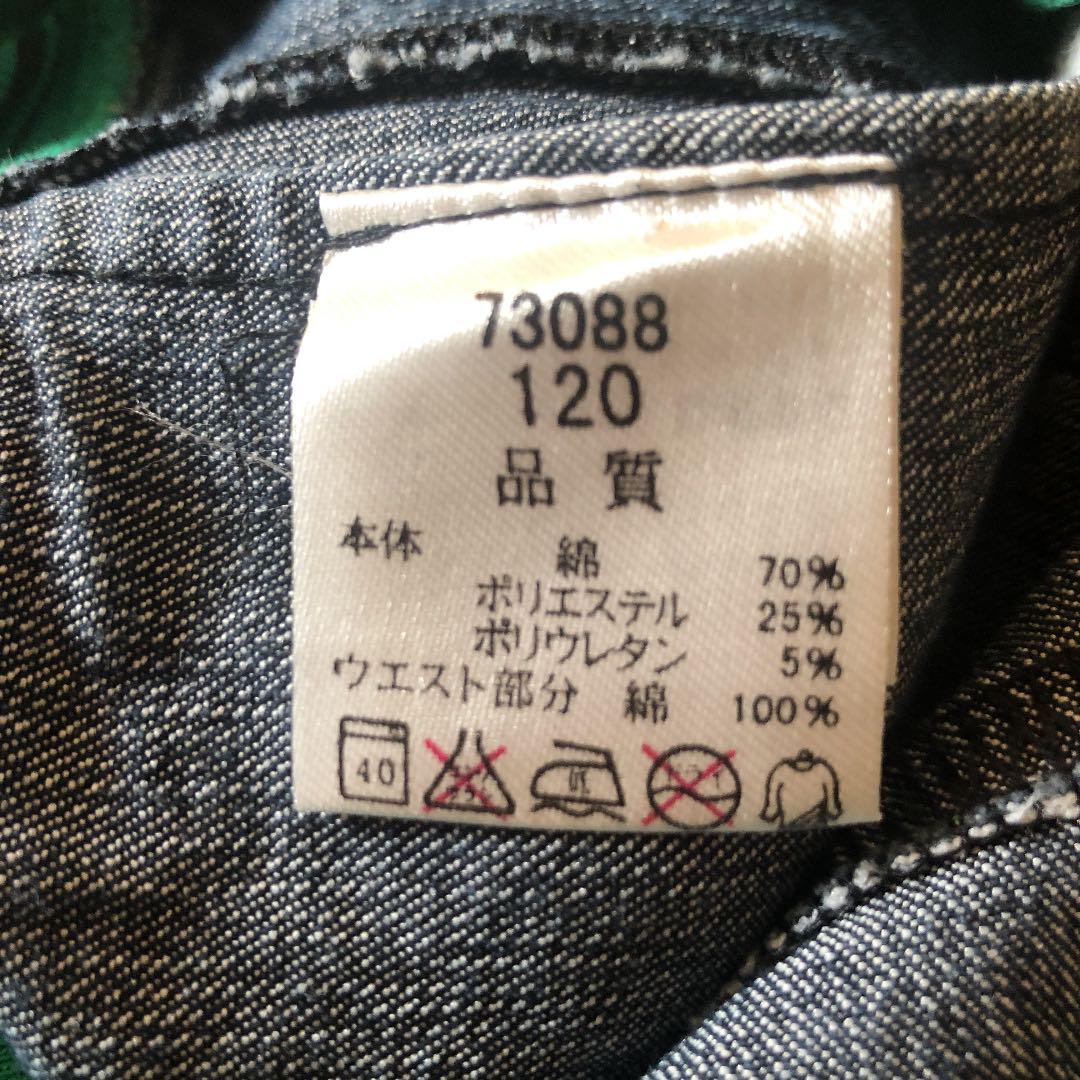 73088
120
品質
本体 綿 70%
ポリエステル 25%
ポリウレタン 5%
ウエスト部分 綿 100%
40